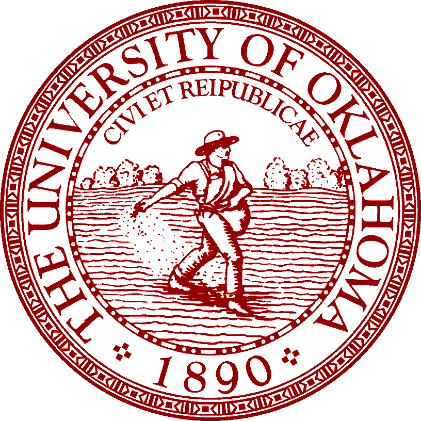 THE UNIVERSITY OF OKLAHOMA
CIVI ET REIPUBLICAE
1890